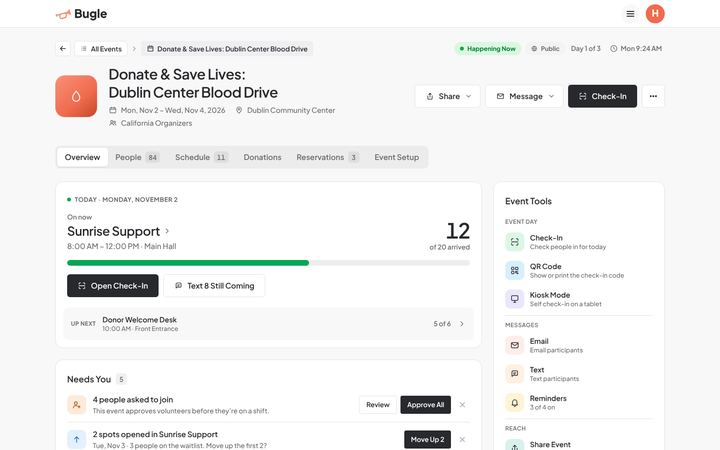 Bugle
H
All Events
Donate & Save Lives: Dublin Center Blood Drive
Happening Now
Public
Day 1 of 3
Mon 9:24 AM
Donate & Save Lives:
Dublin Center Blood Drive
Mon, Nov 2 – Wed, Nov 4, 2026
Dublin Community Center
California Organizers
Share
Message
Check-In
Overview
People 84
Schedule 11
Donations
Reservations 3
Event Setup
TODAY · MONDAY, NOVEMBER 2
On now
Sunrise Support
8:00 AM – 12:00 PM · Main Hall
12
of 20 arrived
Open Check-In
Text 8 Still Coming
UP NEXT
Donor Welcome Desk
10:00 AM · Front Entrance
5 of 6
Needs You 5
4 people asked to join
This event approves volunteers before they're on a shift.
Review
Approve All
2 spots opened in Sunrise Support
Tue, Nov 3 · 3 people on the waitlist. Move up the first 2?
Move Up 2
Event Tools
EVENT DAY
Check-In
Check people in for today
QR Code
Show or print the check-in code
Kiosk Mode
Self check-in on a tablet
MESSAGES
Email
Email participants
Text
Text participants
Reminders
3 of 4 on
REACH
Share Event